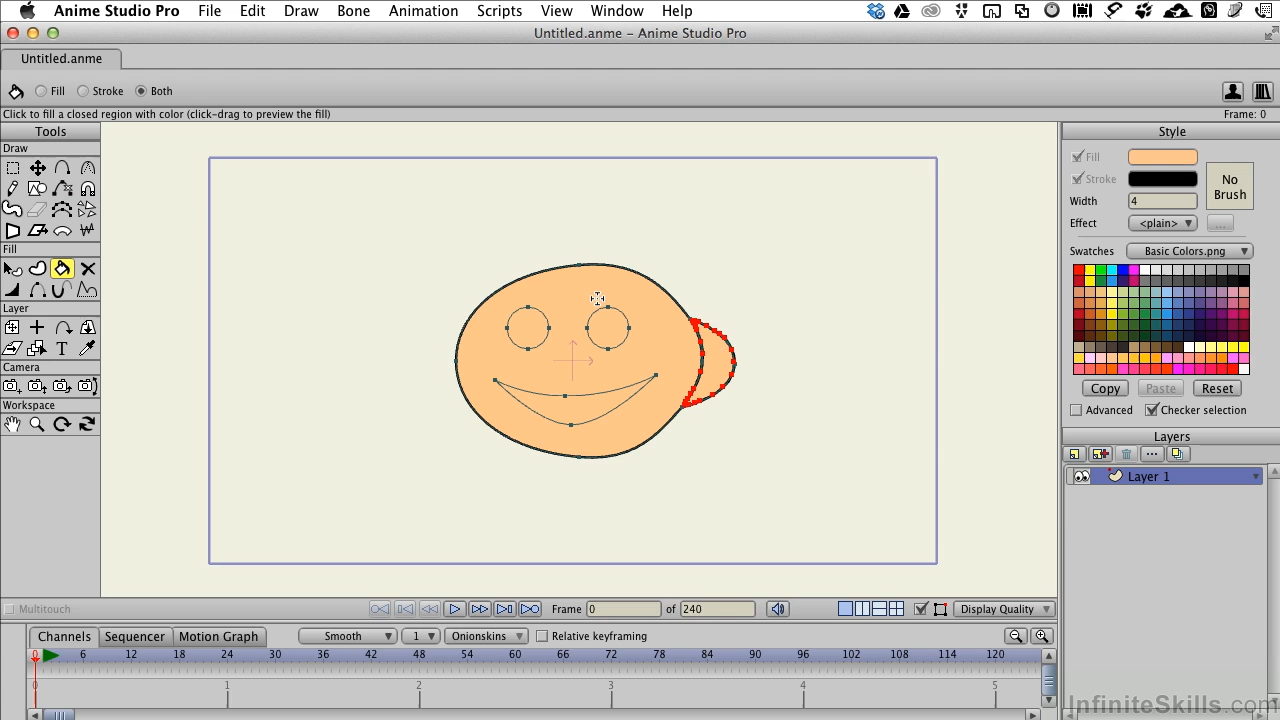 Anime Studio Pro File Edit Draw Bone Animation Scripts View Window Help
Untitled.anme – Anime Studio Pro
Untitled.anme
Fill Stroke Both
Click to fill a closed region with color (click-drag to preview the fill) Frame: 0
Tools Style
Draw
Fill
Stroke
No Brush
Width 4
Effect <plain> ...
Fill
Swatches Basic Colors.png
Layer
Camera
Copy Paste Reset
Workspace
Advanced Checker selection
Layers
Layer 1
Multitouch Frame 0 of 240 Display Quality
Channels Sequencer Motion Graph Smooth 1 Onionskins Relative keyframing
0 6 12 18 24 30 36 42 48 54 60 66 72 78 84 90 96 102 108 114 120
0 1 2 3 4 5
InfiniteSkills.com